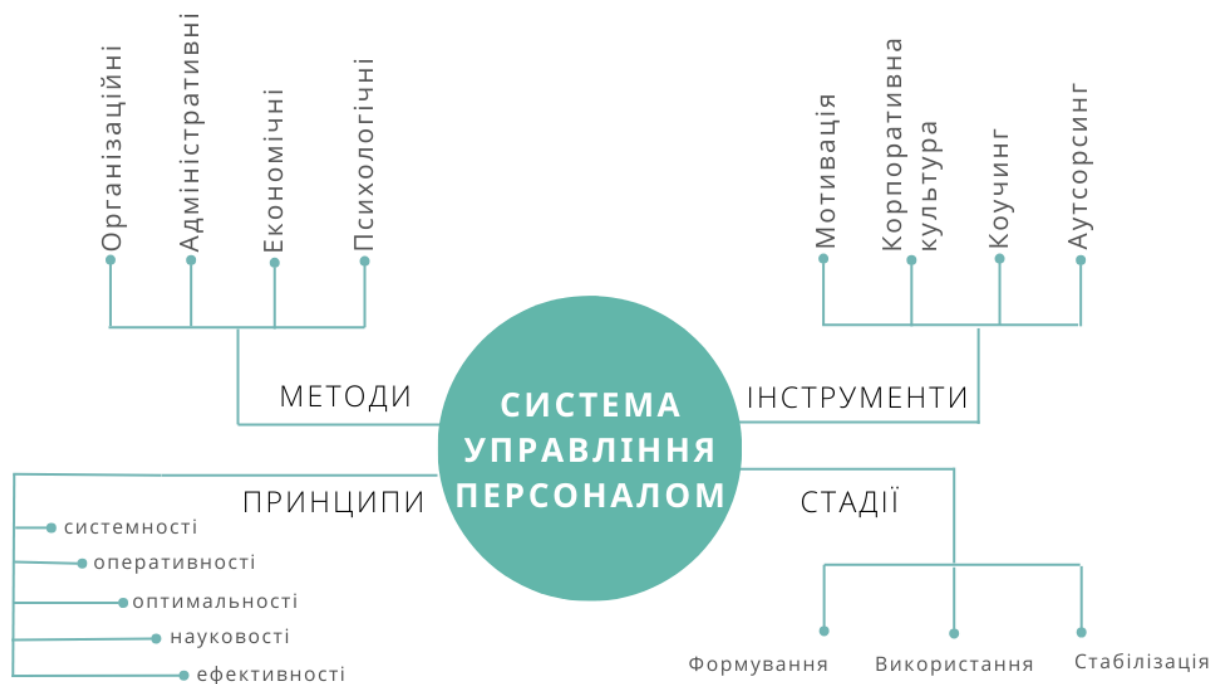 Організаційні
Адміністративні
Економічні
Психологічні
Мотивація
Корпоративна
культура
Коучинг
Аутсорсинг
МЕТОДИ
ІНСТРУМЕНТИ
СИСТЕМА
УПРАВЛІННЯ
ПЕРСОНАЛОМ
ПРИНЦИПИ
системності
оперативності
оптимальності
науковості
ефективності
СТАДІЇ
Формування
Використання
Стабілізація